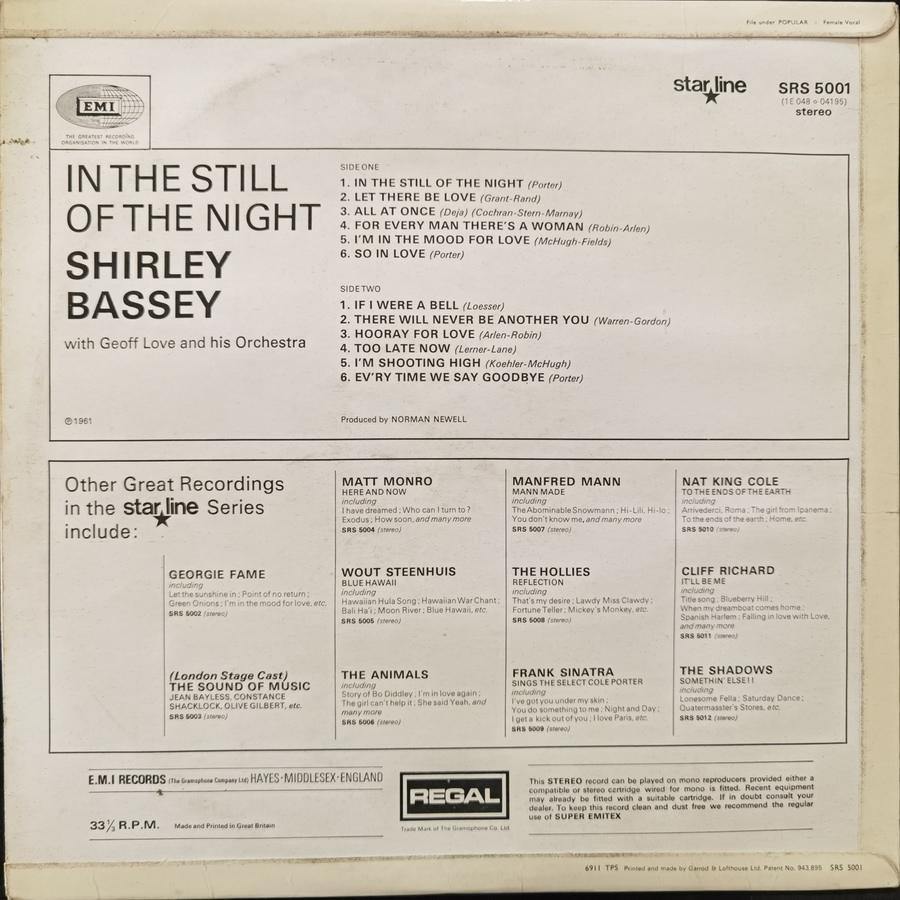 File under POPULAR : Female Vocal
EMI
THE GREATEST RECORDING
ORGANISATION IN THE WORLD
starline
SRS 5001
(1E 048 o 04195)
stereo
IN THE STILL
OF THE NIGHT
SHIRLEY
BASSEY
with Geoff Love and his Orchestra
℗1961
SIDE ONE
1. IN THE STILL OF THE NIGHT (Porter)
2. LET THERE BE LOVE (Grant-Rand)
3. ALL AT ONCE (Deja) (Cochran-Stern-Marnay)
4. FOR EVERY MAN THERE'S A WOMAN (Robin-Arlen)
5. I'M IN THE MOOD FOR LOVE (McHugh-Fields)
6. SO IN LOVE (Porter)
SIDE TWO
1. IF I WERE A BELL (Loesser)
2. THERE WILL NEVER BE ANOTHER YOU (Warren-Gordon)
3. HOORAY FOR LOVE (Arlen-Robin)
4. TOO LATE NOW (Lerner-Lane)
5. I'M SHOOTING HIGH (Koehler-McHugh)
6. EV'RY TIME WE SAY GOODBYE (Porter)
Produced by NORMAN NEWELL
Other Great Recordings
in the starline Series
include:
GEORGIE FAME
including
Let the sunshine in; Point of no return;
Green Onions; I'm in the mood for love, etc.
SRS 5002 (stereo)
(London Stage Cast)
THE SOUND OF MUSIC
JEAN BAYLESS, CONSTANCE
SHACKLOCK, OLIVE GILBERT, etc.
SRS 5003 (stereo)
MATT MONRO
HERE AND NOW
including
I have dreamed; Who can I turn to?
Exodus; How soon, and many more
SRS 5004 (stereo)
WOUT STEENHUIS
BLUE HAWAII
including
Hawaiian Hula Song; Hawaiian War Chant;
Bali Ha'i; Moon River; Blue Hawaii, etc.
SRS 5005 (stereo)
THE ANIMALS
including
Story of Bo Diddley; I'm in love again;
The girl can't help it; She said Yeah, and
many more
SRS 5006 (stereo)
MANFRED MANN
MANN MADE
including
The Abominable Snowmann; Hi-Lili, Hi-lo;
You don't know me, and many more
SRS 5007 (stereo)
THE HOLLIES
REFLECTION
including
That's my desire; Lawdy Miss Clawdy;
Fortune Teller; Mickey's Monkey, etc.
SRS 5008 (stereo)
FRANK SINATRA
SINGS THE SELECT COLE PORTER
including
I've got you under my skin;
You do something to me; Night and Day;
I get a kick out of you; I love Paris, etc.
SRS 5009 (stereo)
NAT KING COLE
TO THE ENDS OF THE EARTH
including
Arrivederci, Roma; The girl from Ipanema;
To the ends of the earth; Home, etc.
SRS 5010 (stereo)
CLIFF RICHARD
IT'LL BE ME
including
Title song; Blueberry Hill;
When my dreamboat comes home;
Spanish Harlem; Falling in love with Love,
and many more
SRS 5011 (stereo)
THE SHADOWS
SOMETHIN' ELSE!!
including
Lonesome Fella; Saturday Dance;
Quatermasster's Stores, etc.
SRS 5012 (stereo)
E.M.I RECORDS (The Gramophone Company Ltd) HAYES·MIDDLESEX·ENGLAND
33⅓ R.P.M. Made and Printed in Great Britain
REGAL
Trade Mark of The Gramophone Co. Ltd.
This STEREO record can be played on mono reproducers provided either a
compatible or stereo cartridge wired for mono is fitted. Recent equipment
may already be fitted with a suitable cartridge. If in doubt consult your
dealer. To keep this record clean and dust free we recommend the regular
use of SUPER EMITEX
6911 TPS Printed and made by Garrod & Lofthouse Ltd. Patent No. 943,895 SRS 5001